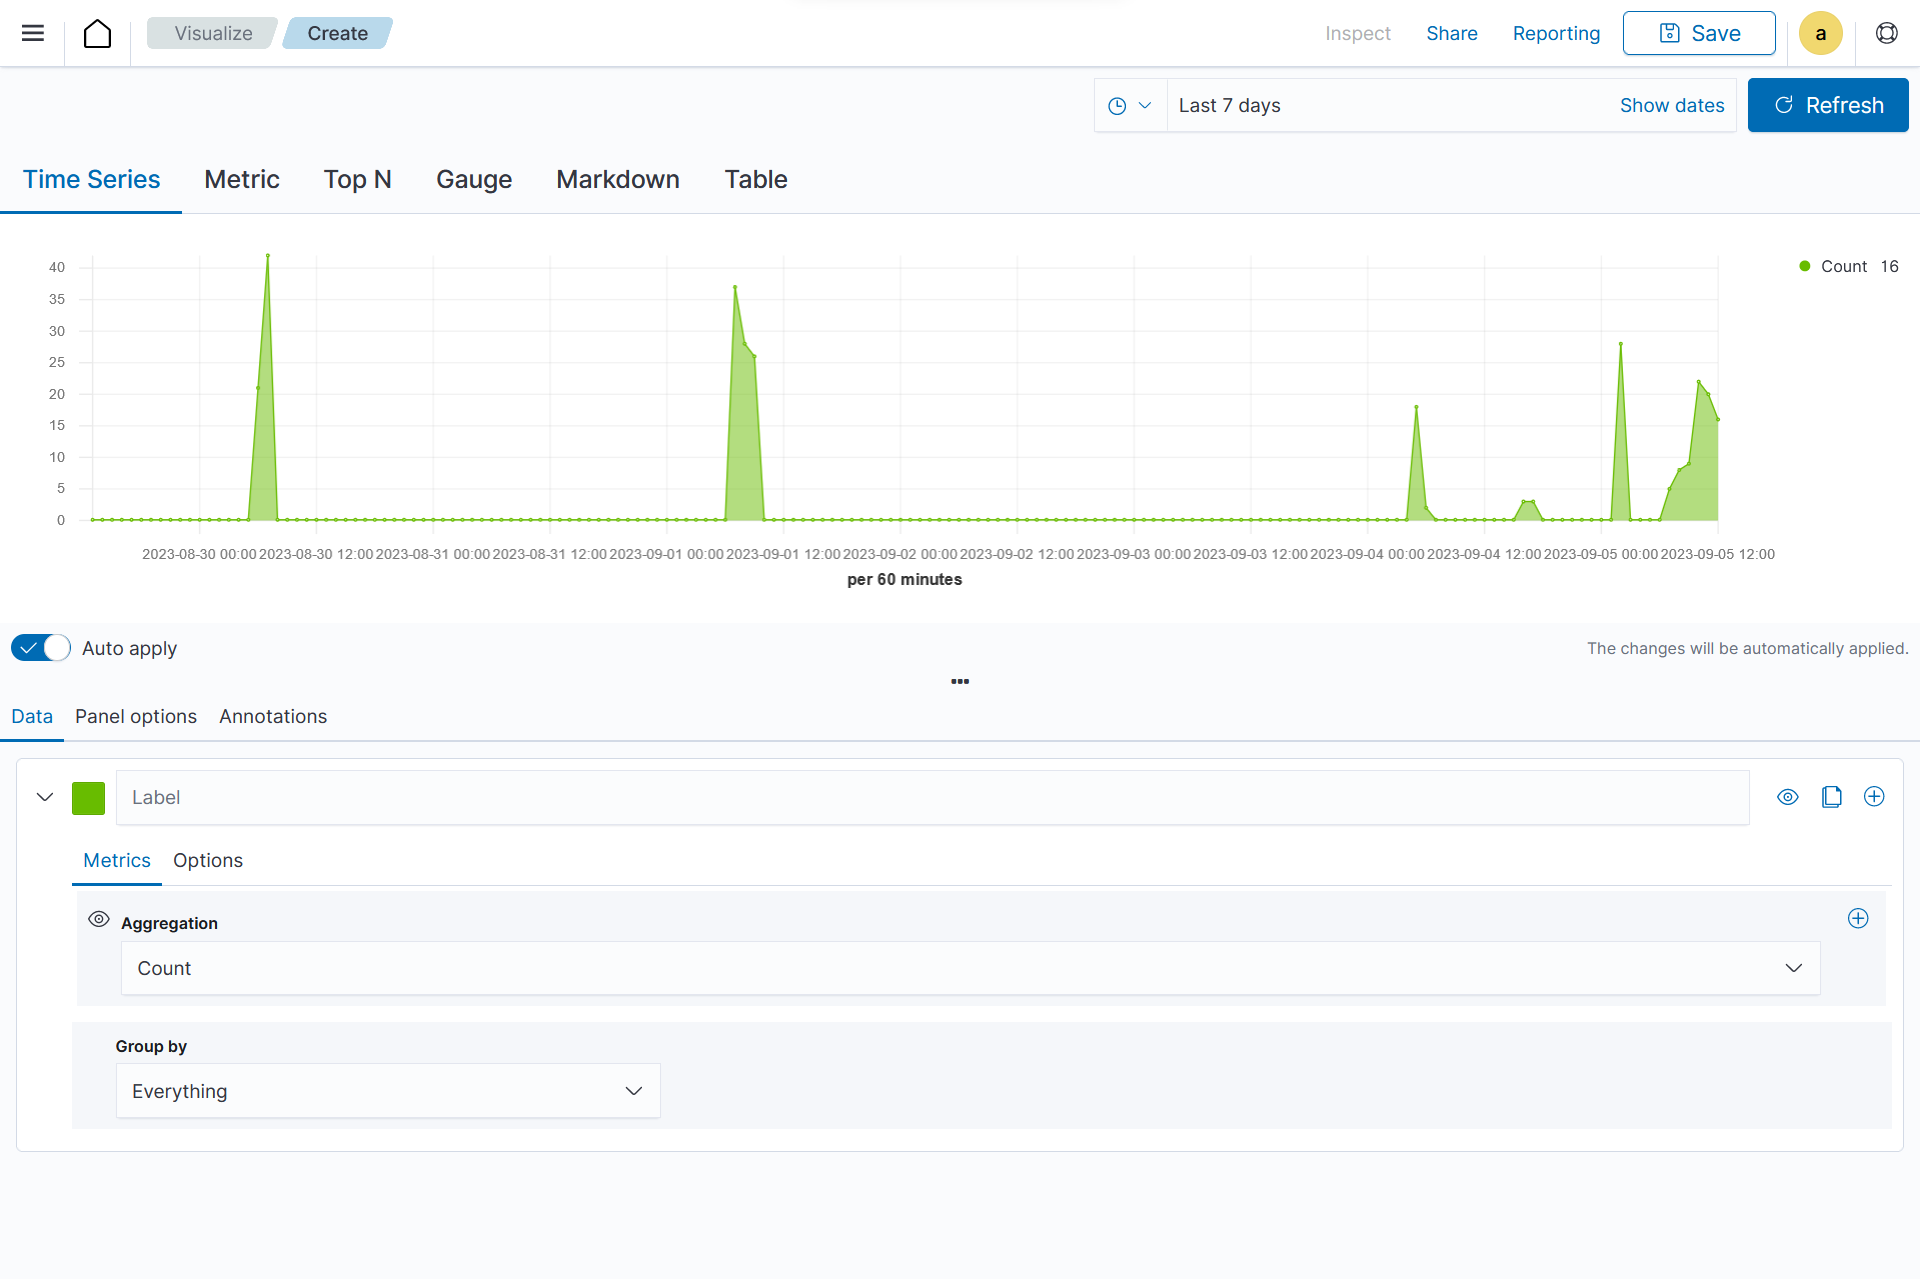 Visualize Create Inspect Share Reporting Save a
Last 7 days Show dates Refresh
Time Series Metric Top N Gauge Markdown Table
40
35
30
25
20
15
10
5
0
Count 16
2023-08-30 00:00 2023-08-30 12:00 2023-08-31 00:00 2023-08-31 12:00 2023-09-01 00:00 2023-09-01 12:00 2023-09-02 00:00 2023-09-02 12:00 2023-09-03 00:00 2023-09-03 12:00 2023-09-04 00:00 2023-09-04 12:00 2023-09-05 00:00 2023-09-05 12:00
per 60 minutes
Auto apply The changes will be automatically applied.
Data Panel options Annotations
Label
Metrics Options
Aggregation
Count
Group by
Everything